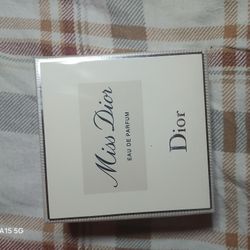 Miss Dior
EAU DE PARFUM
Dior
A15 5G